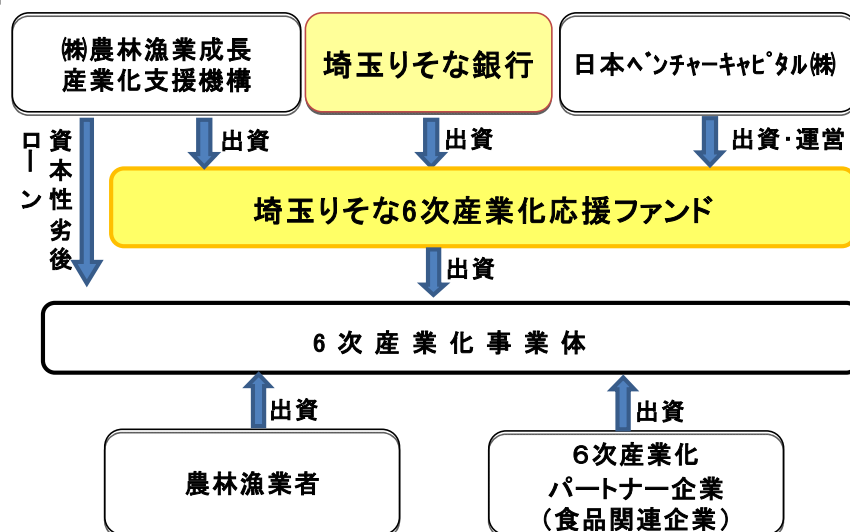 ㈱農林漁業成長
産業化支援機構
埼玉りそな銀行
日本ﾍﾞﾝﾁｬｰｷｬﾋﾟﾀﾙ㈱
資本性劣後
ローン
出資
出資
出資・運営
埼玉りそな6次産業化応援ファンド
出資
6次産業化事業体
出資
出資
農林漁業者
6次産業化
パートナー企業
(食品関連企業)